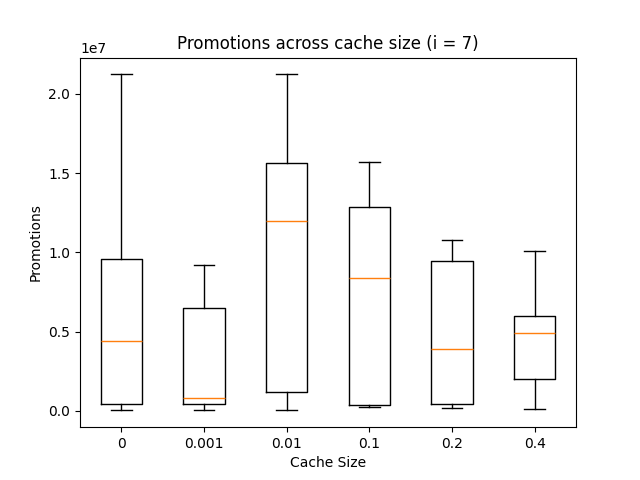 Promotions across cache size (i = 7)
1e7
2.0
1.5
1.0
0.5
0.0
Promotions
0 0.001 0.01 0.1 0.2 0.4
Cache Size